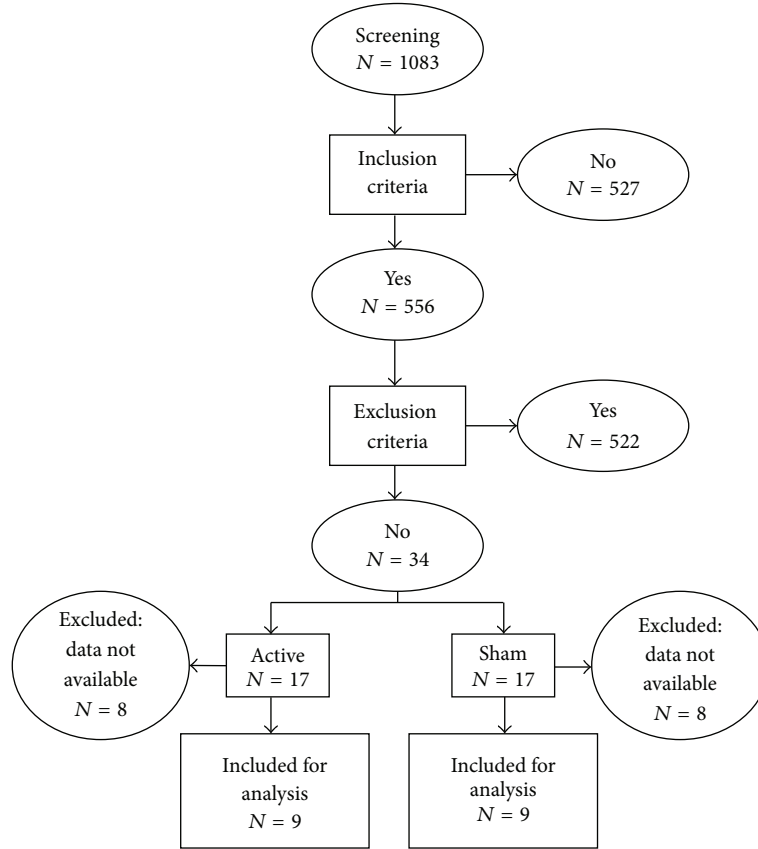 Screening
N = 1083
Inclusion
criteria
No
N = 527
Yes
N = 556
Exclusion
criteria
Yes
N = 522
No
N = 34
Excluded:
data not
available
N = 8
Active
N = 17
Sham
N = 17
Excluded:
data not
available
N = 8
Included for
analysis
N = 9
Included for
analysis
N = 9